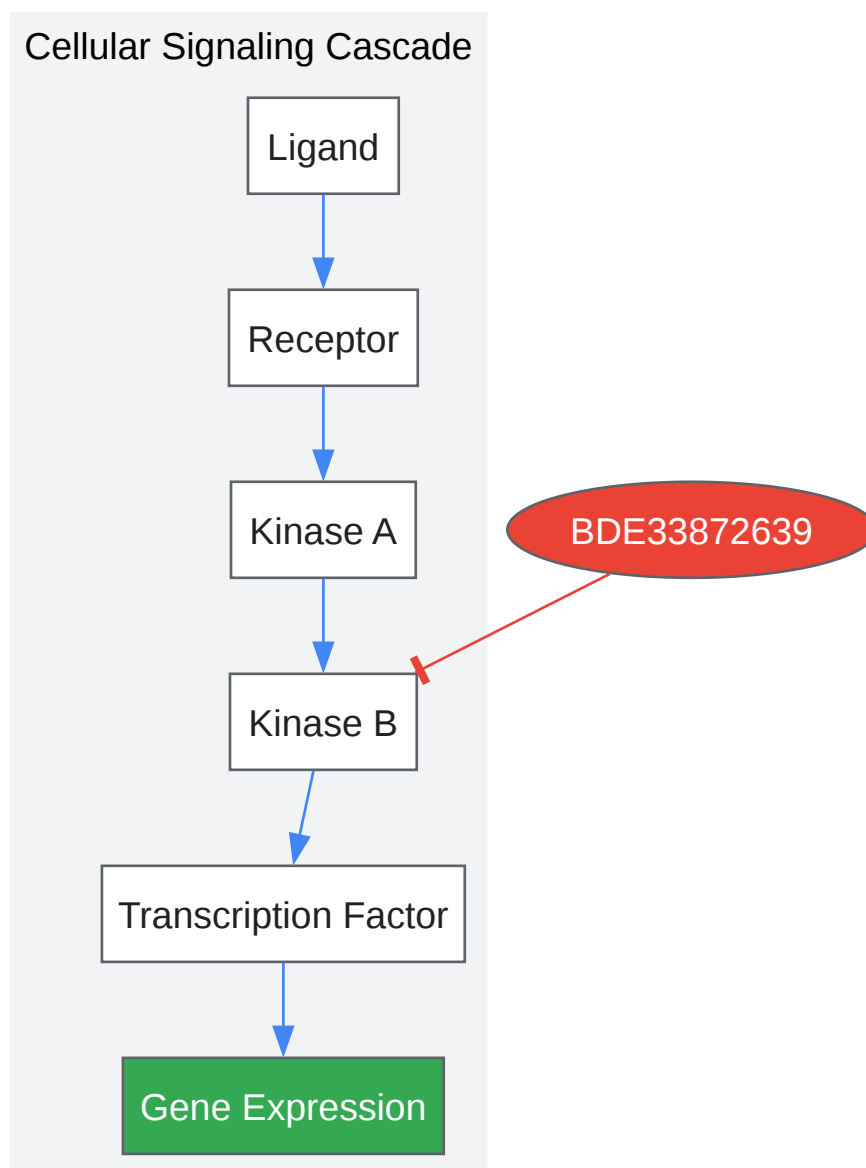 Cellular Signaling Cascade
Ligand
Receptor
Kinase A
BDE33872639
Kinase B
Transcription Factor
Gene Expression